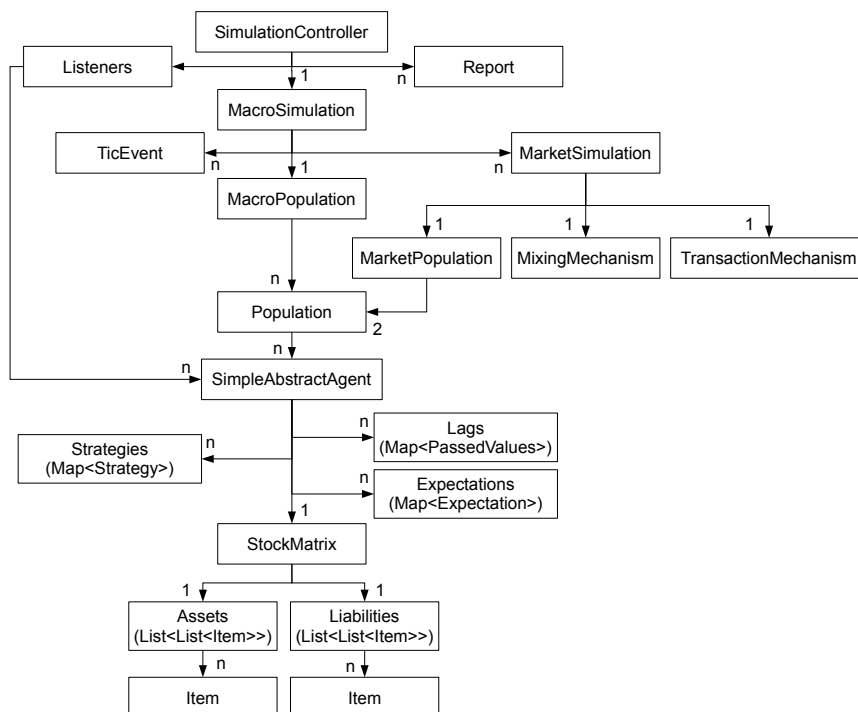 SimulationController
Listeners
Report
1
n
MacroSimulation
TicEvent
MarketSimulation
n
1
n
MacroPopulation
1
1
1
MarketPopulation
MixingMechanism
TransactionMechanism
n
Population
2
n
n
SimpleAbstractAgent
n
Lags
(Map<PassedValues>)
n
Strategies
(Map<Strategy>)
n
Expectations
(Map<Expectation>)
1
StockMatrix
1
1
Assets
(List<List<Item>>)
Liabilities
(List<List<Item>>)
n
n
Item
Item